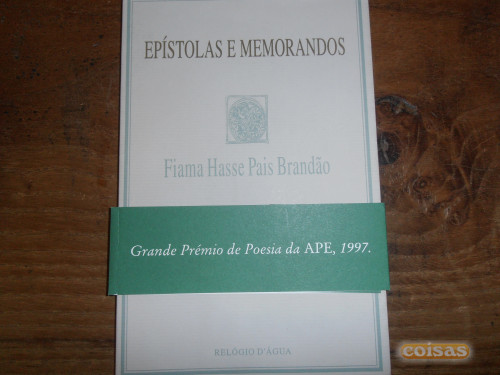 EPÍSTOLAS E MEMORANDOS
Fiama Hasse Pais Brandão
Grande Prémio de Poesia da APE, 1997.
RELÓGIO D'ÁGUA
coisas